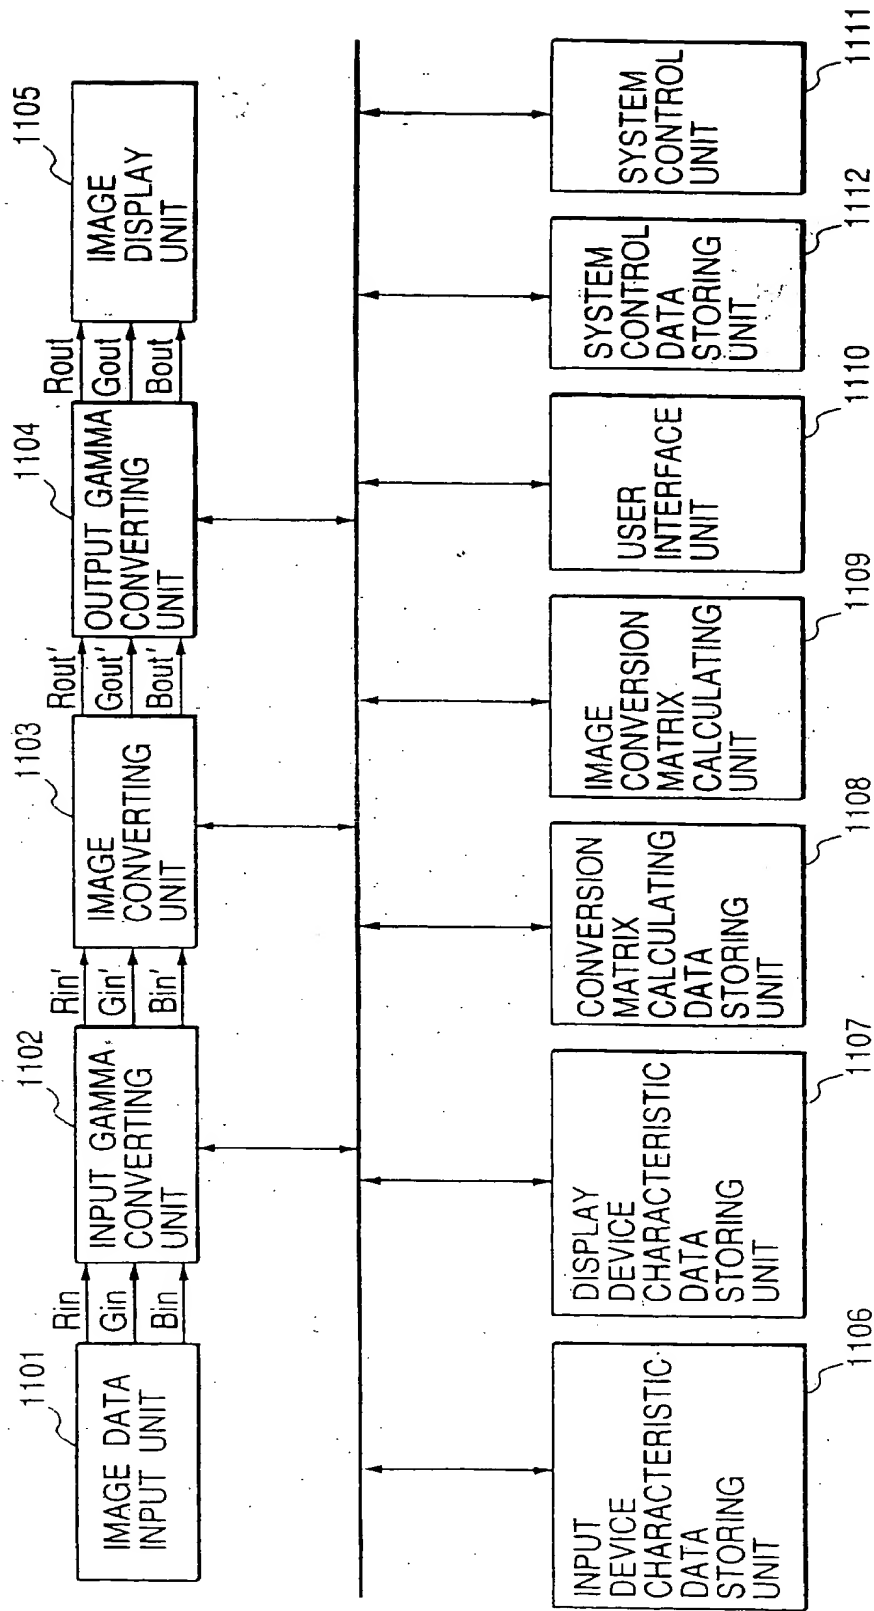 1101
IMAGE DATA
INPUT UNIT
Rin
Gin
Bin
1102
INPUT GAMMA
CONVERTING
UNIT
Rin'
Gin'
Bin'
1103
IMAGE
CONVERTING
UNIT
Rout'
Gout'
Bout'
1104
OUTPUT GAMMA
CONVERTING
UNIT
Rout
Gout
Bout
1105
IMAGE
DISPLAY
UNIT
INPUT
DEVICE
CHARACTERISTIC
DATA
STORING
UNIT
1106
DISPLAY
DEVICE
CHARACTERISTIC
DATA
STORING
UNIT
1107
CONVERSION
MATRIX
CALCULATING
DATA
STORING
UNIT
1108
IMAGE
CONVERSION
MATRIX
CALCULATING
UNIT
1109
USER
INTERFACE
UNIT
1110
SYSTEM
CONTROL
DATA
STORING
UNIT
1112
SYSTEM
CONTROL
UNIT
1111